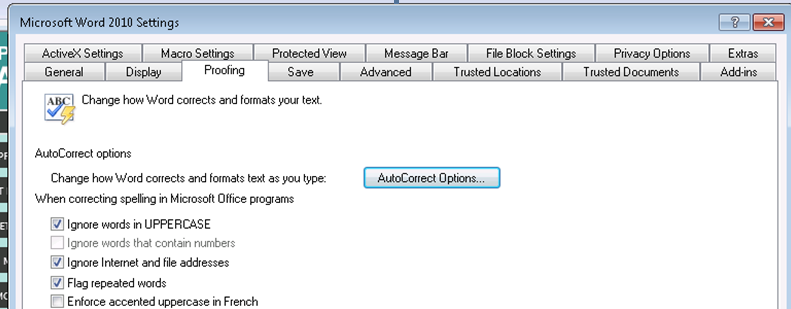 Microsoft Word 2010 Settings
ActiveX Settings Macro Settings Protected View Message Bar File Block Settings Privacy Options Extras
General Display Proofing Save Advanced Trusted Locations Trusted Documents Add-ins
ABC Change how Word corrects and formats your text.
AutoCorrect options
Change how Word corrects and formats text as you type: AutoCorrect Options...
When correcting spelling in Microsoft Office programs
Ignore words in UPPERCASE
Ignore words that contain numbers
Ignore Internet and file addresses
Flag repeated words
Enforce accented uppercase in French